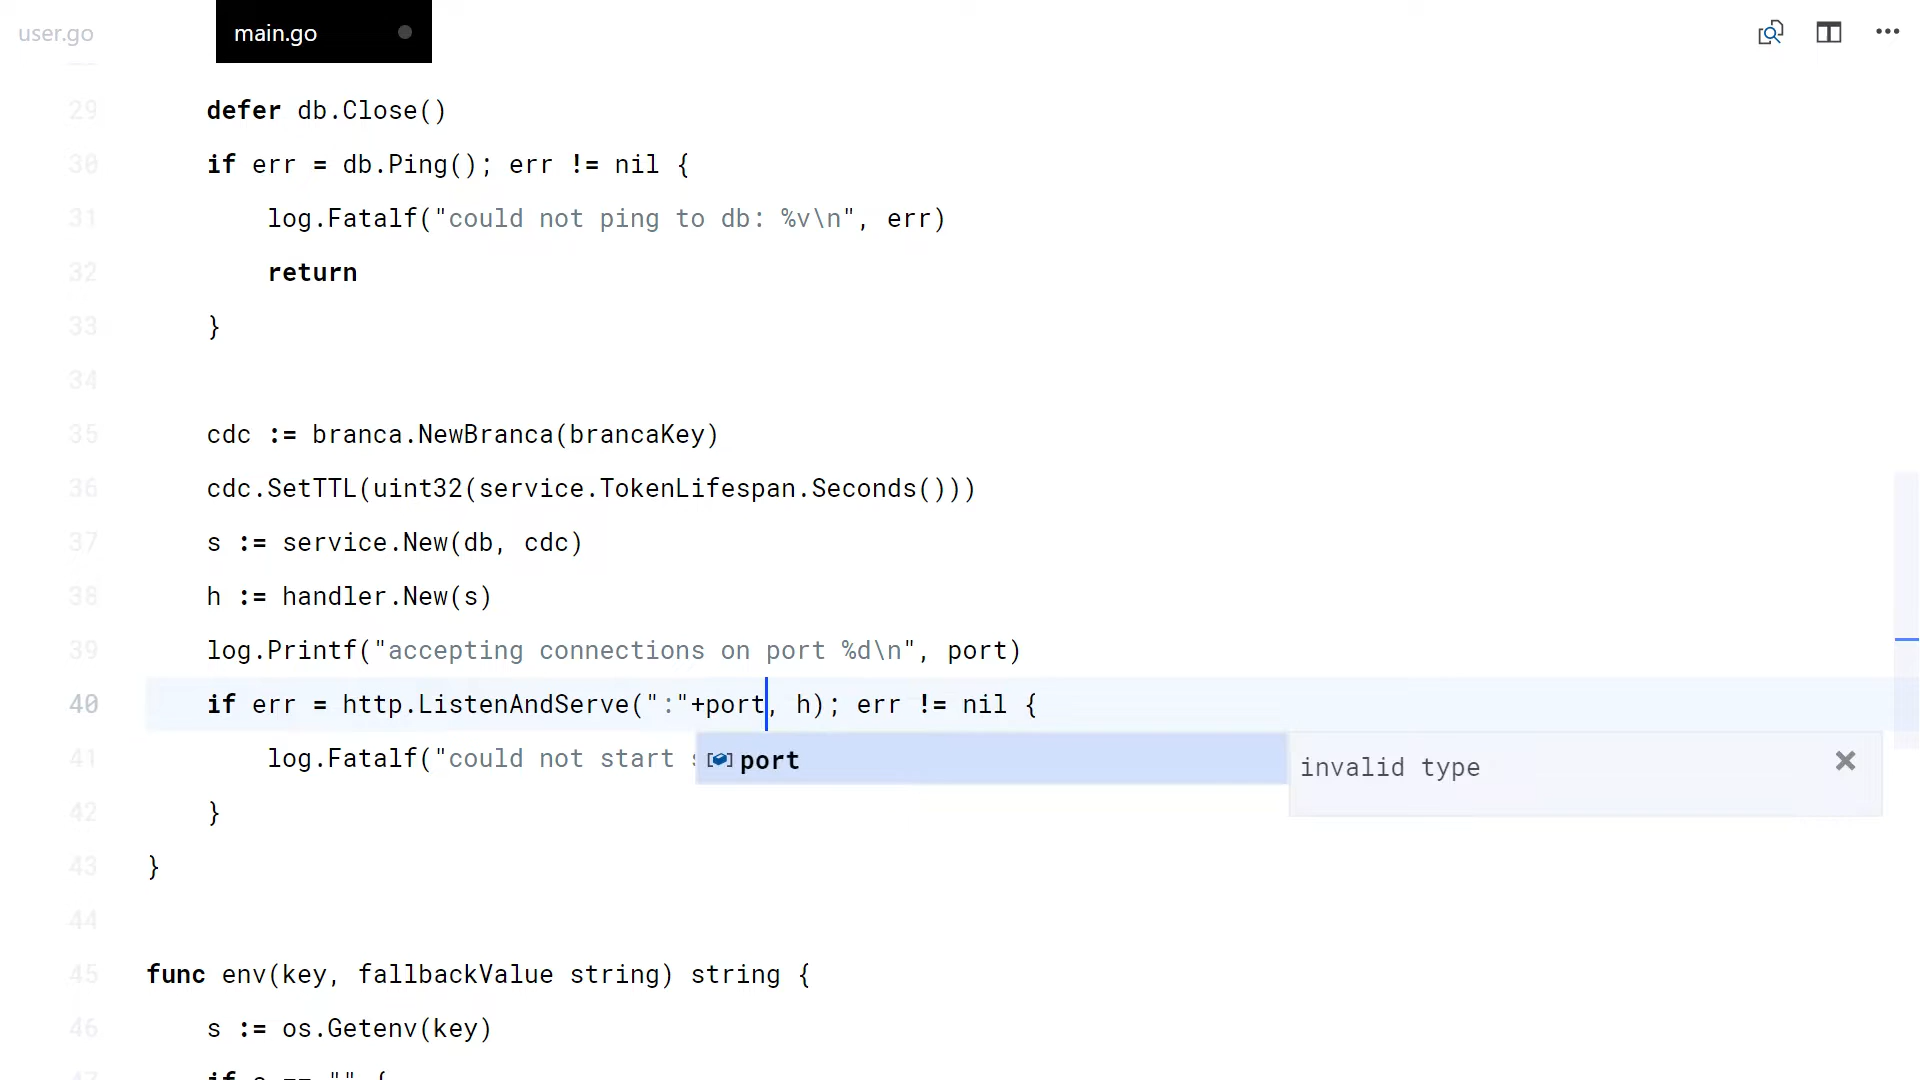 user.go
main.go
29 defer db.Close()
30 if err = db.Ping(); err != nil {
31 log.Fatalf("could not ping to db: %v\n", err)
32 return
33 }
34
35 cdc := branca.NewBranca(brancaKey)
36 cdc.SetTTL(uint32(service.TokenLifespan.Seconds()))
37 s := service.New(db, cdc)
38 h := handler.New(s)
39 log.Printf("accepting connections on port %d\n", port)
40 if err = http.ListenAndServe(":"+port, h); err != nil {
41 log.Fatalf("could not start
port
invalid type
42 }
43 }
44
45 func env(key, fallbackValue string) string {
46 s := os.Getenv(key)
47 if s == "" {